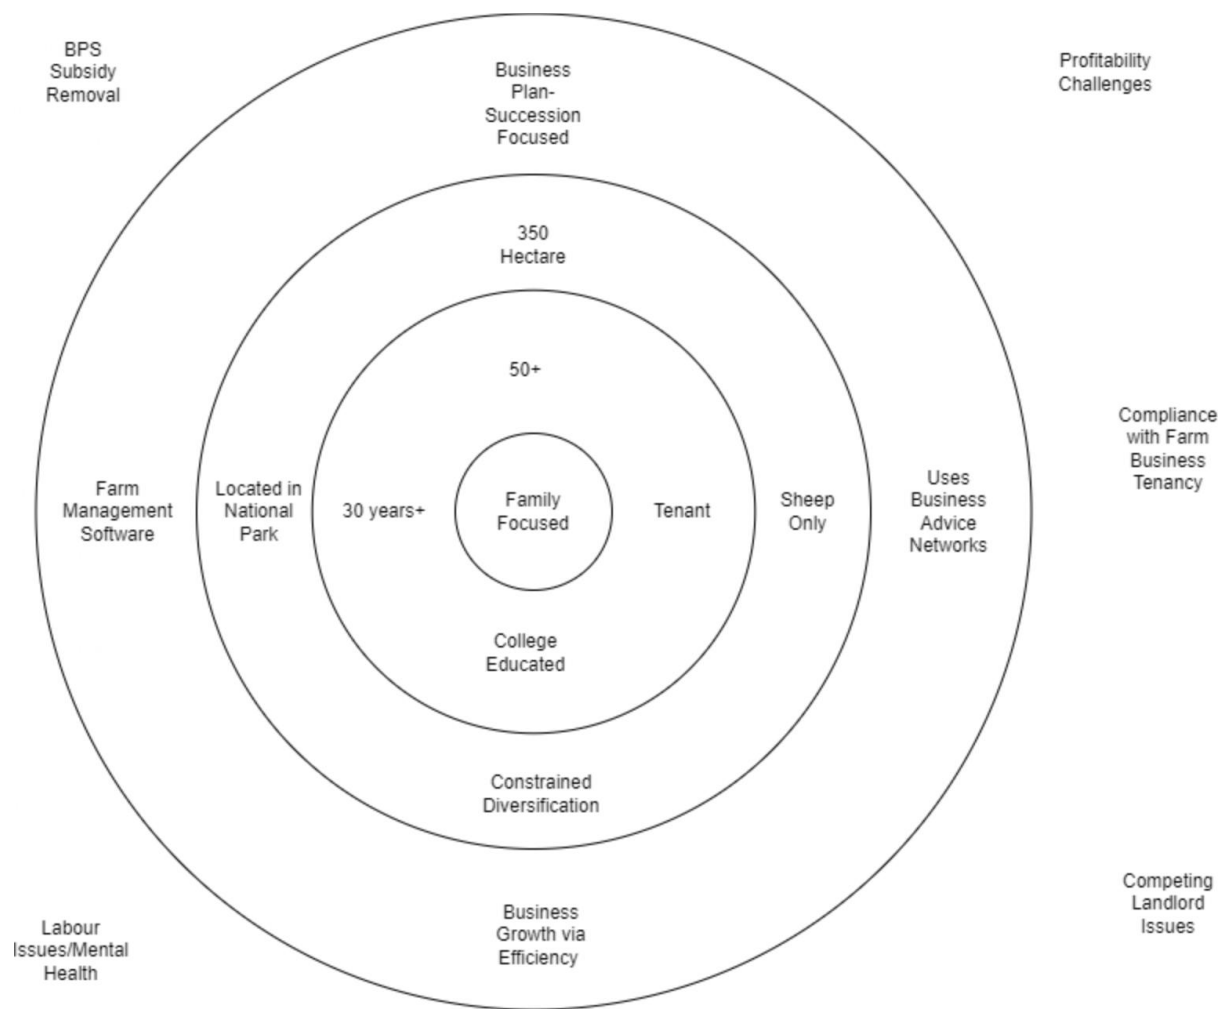 BPS
Subsidy
Removal
Profitability
Challenges
Business
Plan-
Succession
Focused
350
Hectare
50+
Farm
Management
Software
Located in
National
Park
30 years+
Family
Focused
Tenant
Sheep
Only
Uses
Business
Advice
Networks
Compliance
with Farm
Business
Tenancy
College
Educated
Constrained
Diversification
Labour
Issues/Mental
Health
Business
Growth via
Efficiency
Competing
Landlord
Issues